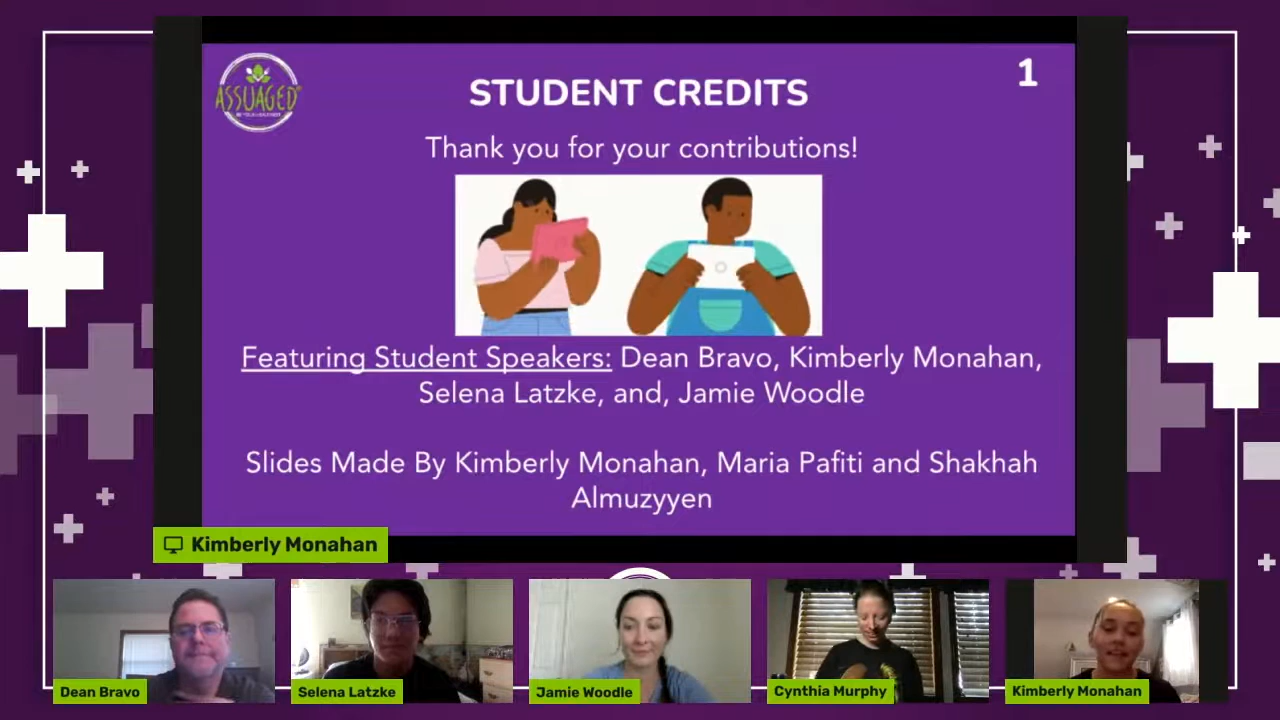 ASSUAGED
1
STUDENT CREDITS
Thank you for your contributions!
Featuring Student Speakers: Dean Bravo, Kimberly Monahan,
Selena Latzke, and, Jamie Woodle
Slides Made By Kimberly Monahan, Maria Pafiti and Shakhah
Almuzyyen
Kimberly Monahan
Dean Bravo
Selena Latzke
Jamie Woodle
Cynthia Murphy
Kimberly Monahan